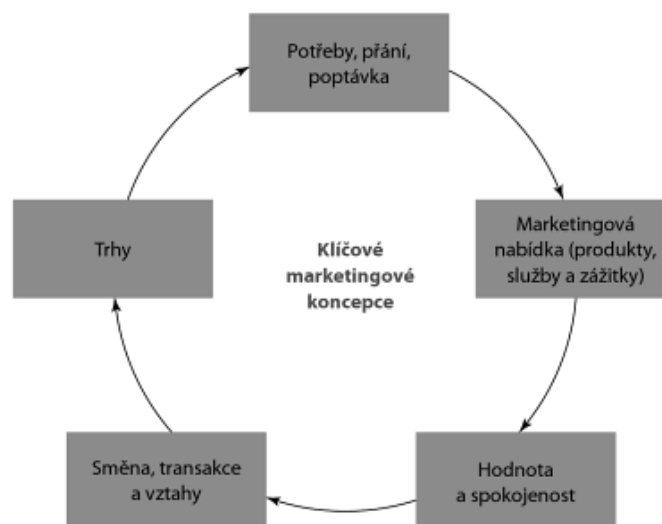 Potřeby, přání,
poptávka
Marketingová
nabídka (produkty,
služby a zážitky)
Hodnota
a spokojenost
Směna, transakce
a vztahy
Trhy
Klíčové
marketingové
koncepce